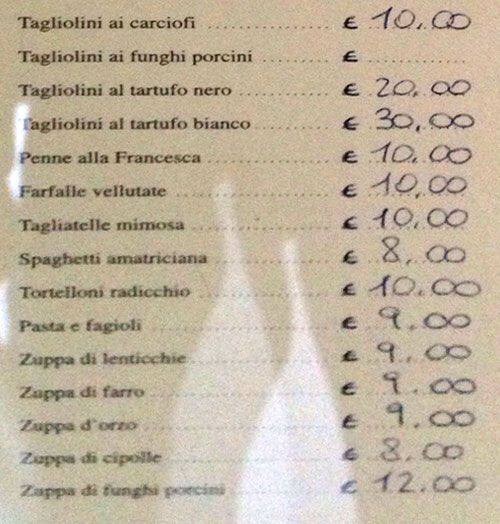 Tagliolini ai carciofi .................. € 10.00
Tagliolini ai funghi porcini ........... € ..............
Tagliolini al tartufo nero .............. € 20.00
Tagliolini al tartufo bianco ........... € 30,00
Penne alla Francesca .................. € 10.00
Farfalle vellutate ...................... € 10,00
Tagliatelle mimosa .................... € 10.00
Spaghetti amatriciana ................. € 8.00
Tortelloni radicchio ................... € 10.00
Pasta e fagioli .......................... € 9.00
Zuppa di lenticchie .................... € 9.00
Zuppa di farro ......................... € 9.00
Zuppa d'orzo .......................... € 9.00
Zuppa di cipolle ....................... € 8.00
Zuppa di funghi porcini .............. € 12.00